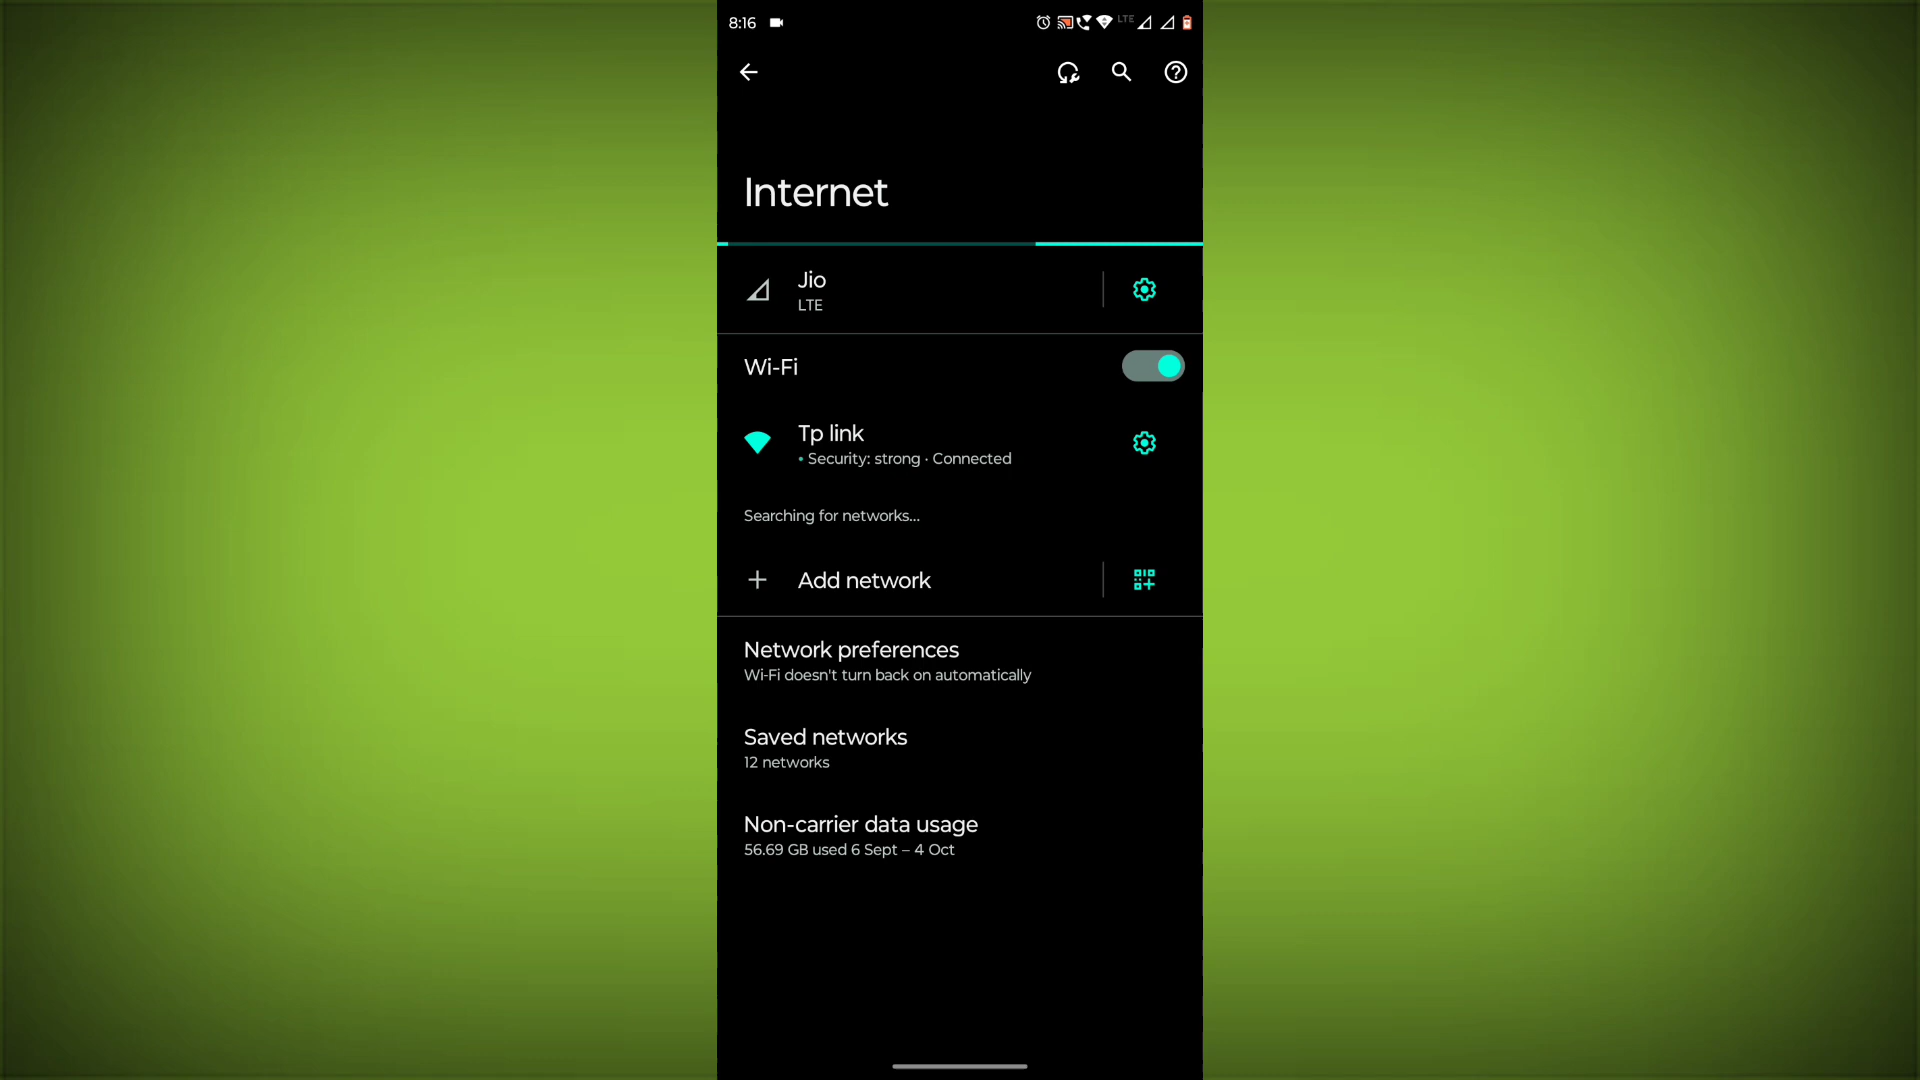 8:16
LTE
Internet
Jio
LTE
Wi-Fi
Tp link
• Security: strong · Connected
Searching for networks...
Add network
Network preferences
Wi-Fi doesn't turn back on automatically
Saved networks
12 networks
Non-carrier data usage
56.69 GB used 6 Sept – 4 Oct